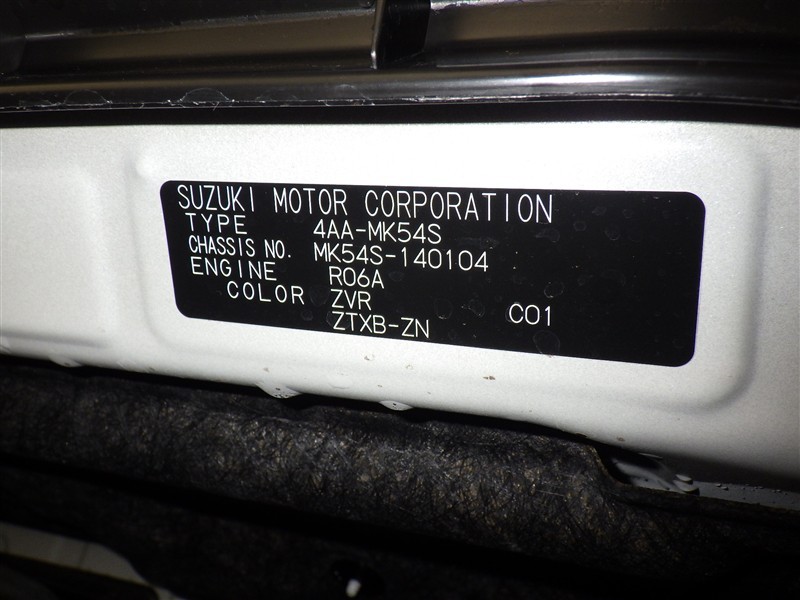 SUZUKI MOTOR CORPORATION
TYPE 4AA-MK54S
CHASSIS NO. MK54S-140104
ENGINE R06A
COLOR ZVR C01
ZTXB-ZN